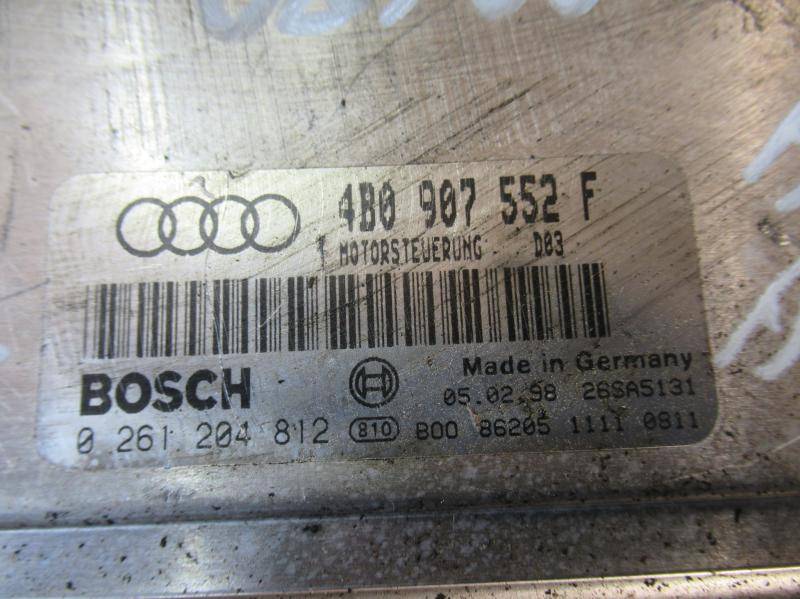 4B0 907 552 F
1 MOTORSTEUERUNG D03
BOSCH
Made in Germany
05.02.98 26SA5131
0 261 204 812 810 B00 86205 1111 0811